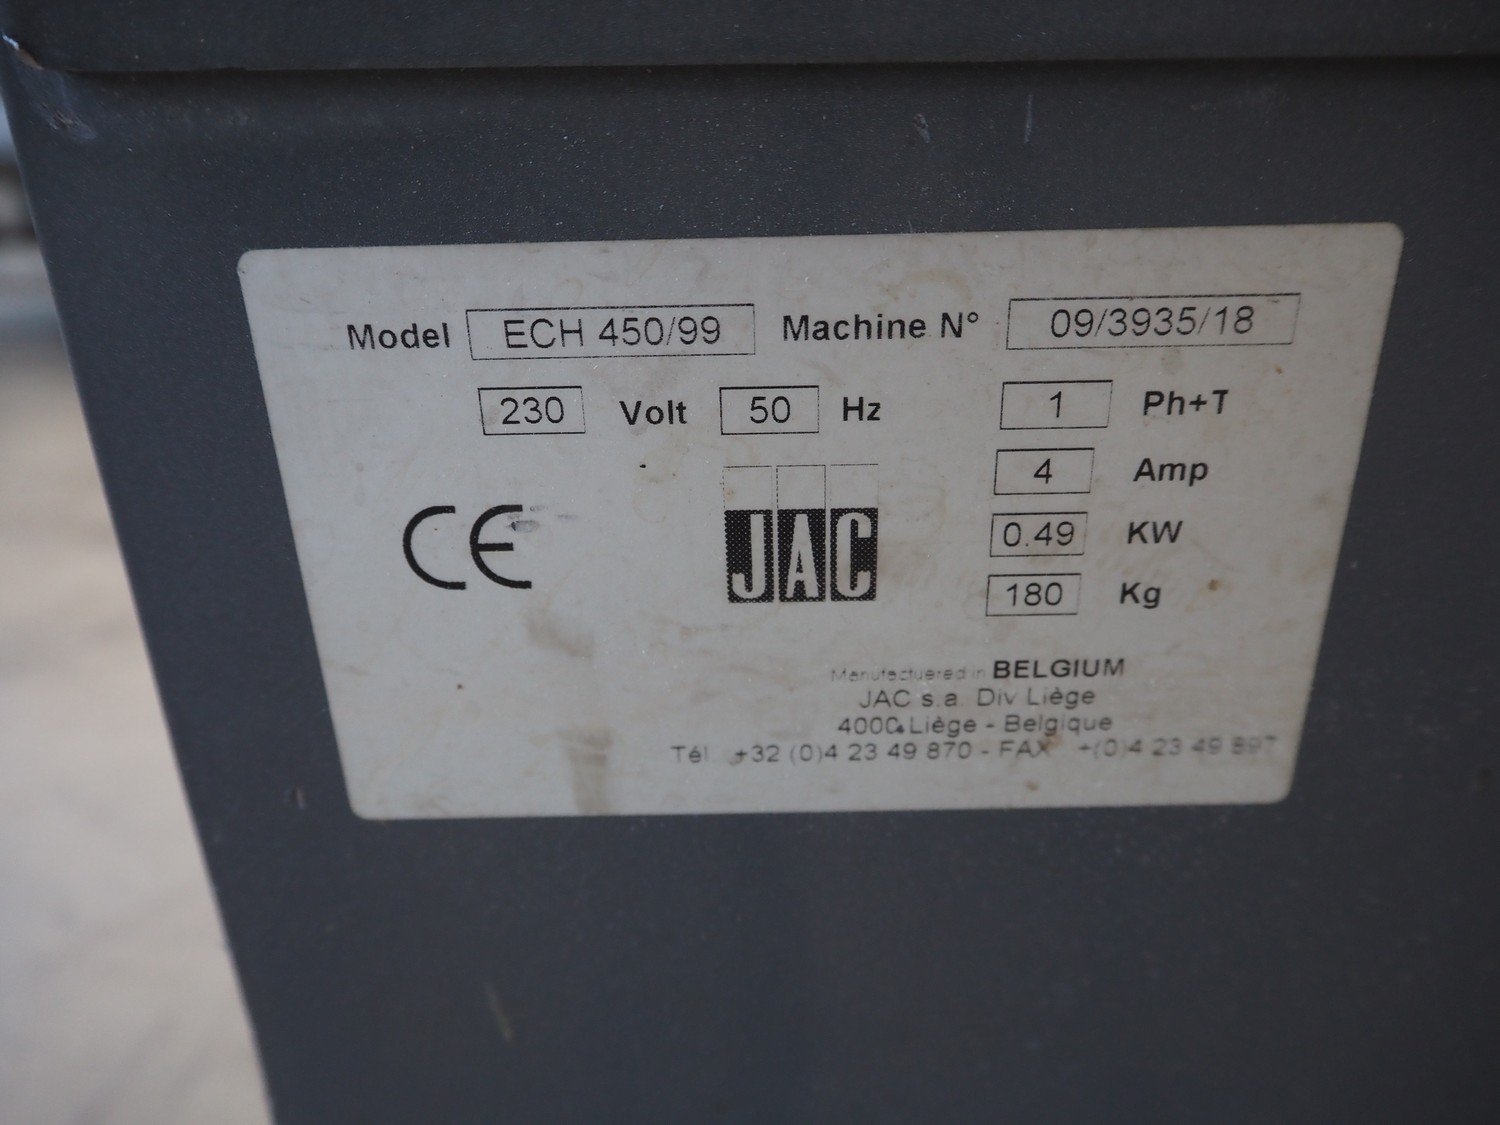 Model ECH 450/99 Machine N° 09/3935/18
230 Volt 50 Hz 1 Ph+T
4 Amp
CE JAC 0.49 KW
180 Kg
Manufactuered in BELGIUM
JAC s.a. Div Liège
4000 Liège - Belgique
Tél. +32 (0)4 23 49 870 - FAX +(0)4 23 49 897